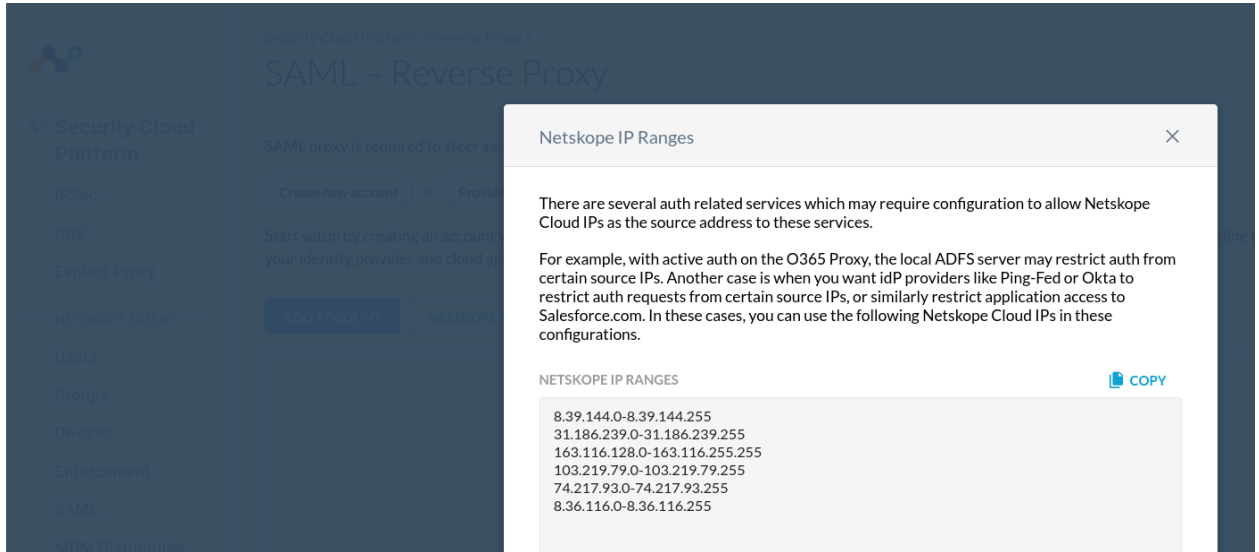 Security Cloud Platform > Reverse Proxy >
SAML – Reverse Proxy
← Security Cloud
Platform
IPSec
GRE
Explicit Proxy
NETSKOPE CLIENT
Users
Groups
Devices
Enforcement
SAML
MDM Distribution
SAML proxy is required to steer
Create new account → 
Start setup by creating an account
your identity provider and cloud
ADD ACCOUNT NETSKOPE
Netskope IP Ranges
There are several auth related services which may require configuration to allow Netskope
Cloud IPs as the source address to these services.
For example, with active auth on the O365 Proxy, the local ADFS server may restrict auth from
certain source IPs. Another case is when you want idP providers like Ping-Fed or Okta to
restrict auth requests from certain source IPs, or similarly restrict application access to
Salesforce.com. In these cases, you can use the following Netskope Cloud IPs in these
configurations.
NETSKOPE IP RANGES
COPY
8.39.144.0-8.39.144.255
31.186.239.0-31.186.239.255
163.116.128.0-163.116.255.255
103.219.79.0-103.219.79.255
74.217.93.0-74.217.93.255
8.36.116.0-8.36.116.255